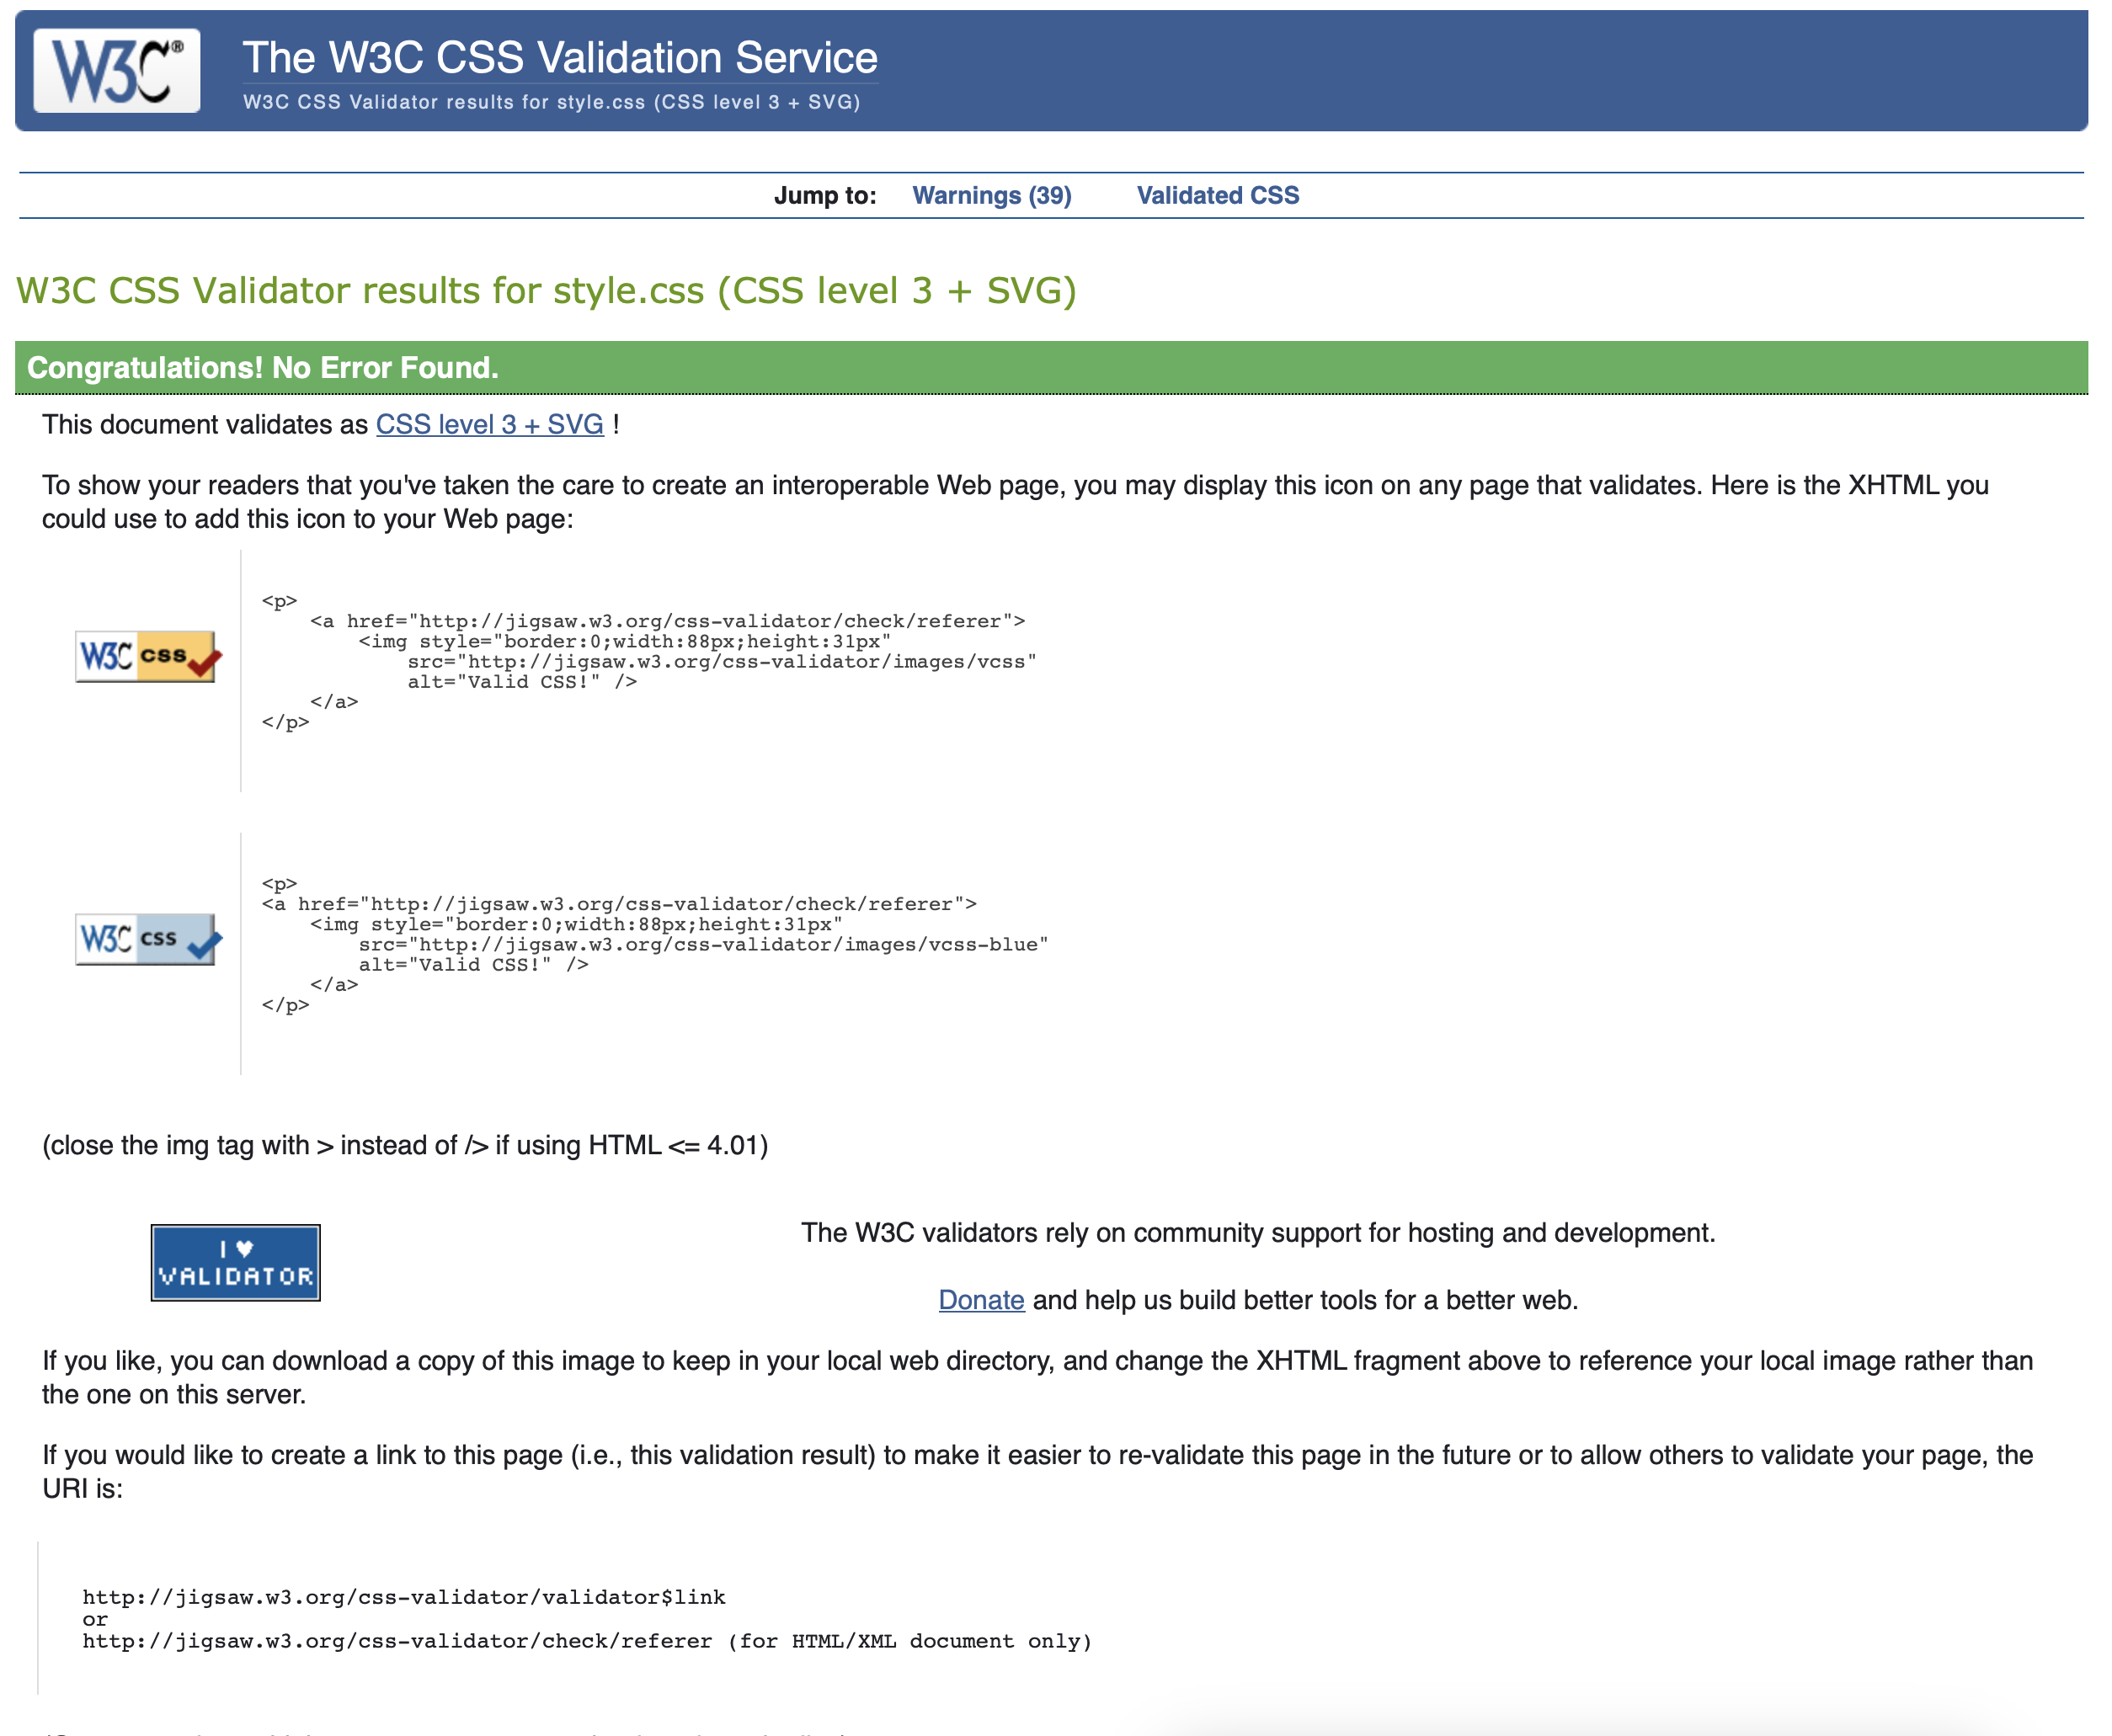 W3C®
The W3C CSS Validation Service
W3C CSS Validator results for style.css (CSS level 3 + SVG)
Jump to: Warnings (39) Validated CSS
W3C CSS Validator results for style.css (CSS level 3 + SVG)
Congratulations! No Error Found.
This document validates as CSS level 3 + SVG !
To show your readers that you've taken the care to create an interoperable Web page, you may display this icon on any page that validates. Here is the XHTML you
could use to add this icon to your Web page:
W3C css
<p>
    <a href="http://jigsaw.w3.org/css-validator/check/referer">
        <img style="border:0;width:88px;height:31px"
            src="http://jigsaw.w3.org/css-validator/images/vcss"
            alt="Valid CSS!" />
    </a>
</p>
W3C css
<p>
<a href="http://jigsaw.w3.org/css-validator/check/referer">
    <img style="border:0;width:88px;height:31px"
        src="http://jigsaw.w3.org/css-validator/images/vcss-blue"
        alt="Valid CSS!" />
    </a>
</p>
(close the img tag with > instead of /> if using HTML <= 4.01)
I ♥
VALIDATOR
The W3C validators rely on community support for hosting and development.
Donate and help us build better tools for a better web.
If you like, you can download a copy of this image to keep in your local web directory, and change the XHTML fragment above to reference your local image rather than
the one on this server.
If you would like to create a link to this page (i.e., this validation result) to make it easier to re-validate this page in the future or to allow others to validate your page, the
URI is:
http://jigsaw.w3.org/css-validator/validator$link
or
http://jigsaw.w3.org/css-validator/check/referer (for HTML/XML document only)